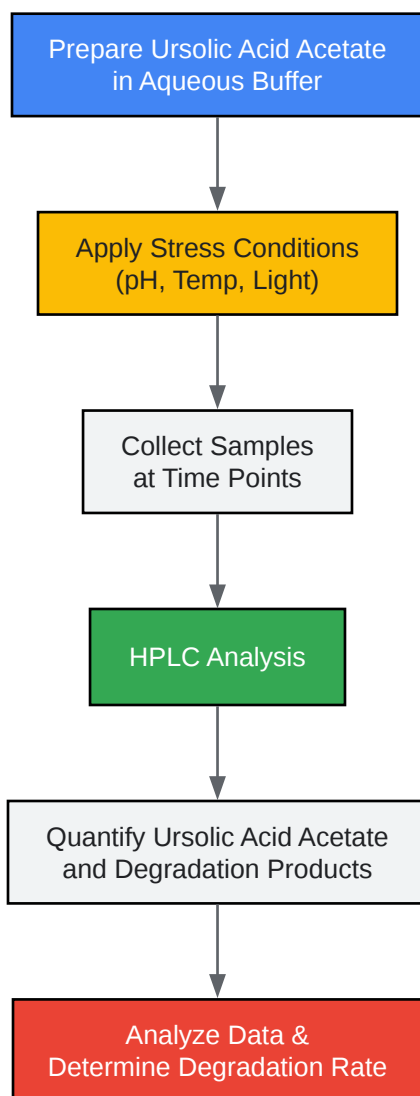 Prepare Ursolic Acid Acetate
in Aqueous Buffer
Apply Stress Conditions
(pH, Temp, Light)
Collect Samples
at Time Points
HPLC Analysis
Quantify Ursolic Acid Acetate
and Degradation Products
Analyze Data &
Determine Degradation Rate